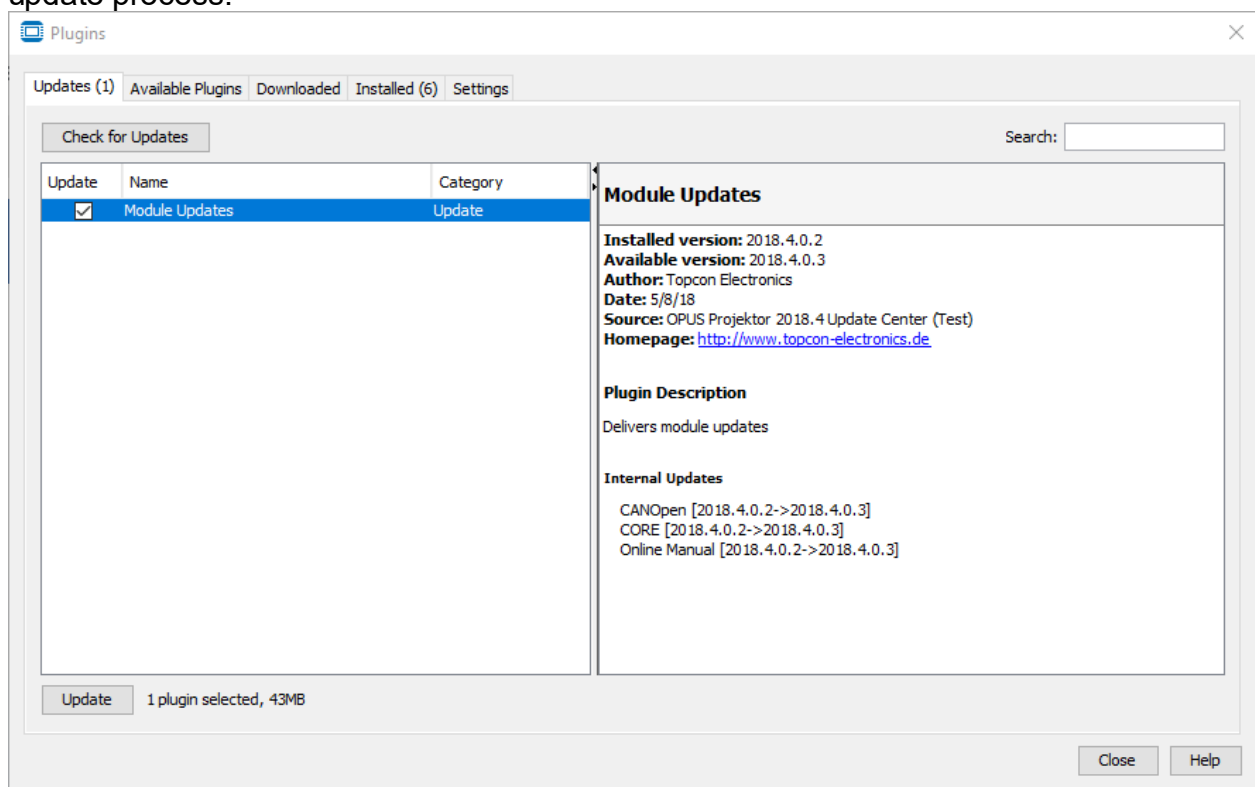 update process.
Plugins
Updates (1) Available Plugins Downloaded Installed (6) Settings
Check for Updates
Search:
Update Name Category
Module Updates Update
Module Updates
Installed version: 2018.4.0.2
Available version: 2018.4.0.3
Author: Topcon Electronics
Date: 5/8/18
Source: OPUS Projektor 2018.4 Update Center (Test)
Homepage: http://www.topcon-electronics.de
Plugin Description
Delivers module updates
Internal Updates
CANOpen [2018.4.0.2->2018.4.0.3]
CORE [2018.4.0.2->2018.4.0.3]
Online Manual [2018.4.0.2->2018.4.0.3]
Update 1 plugin selected, 43MB
Close Help